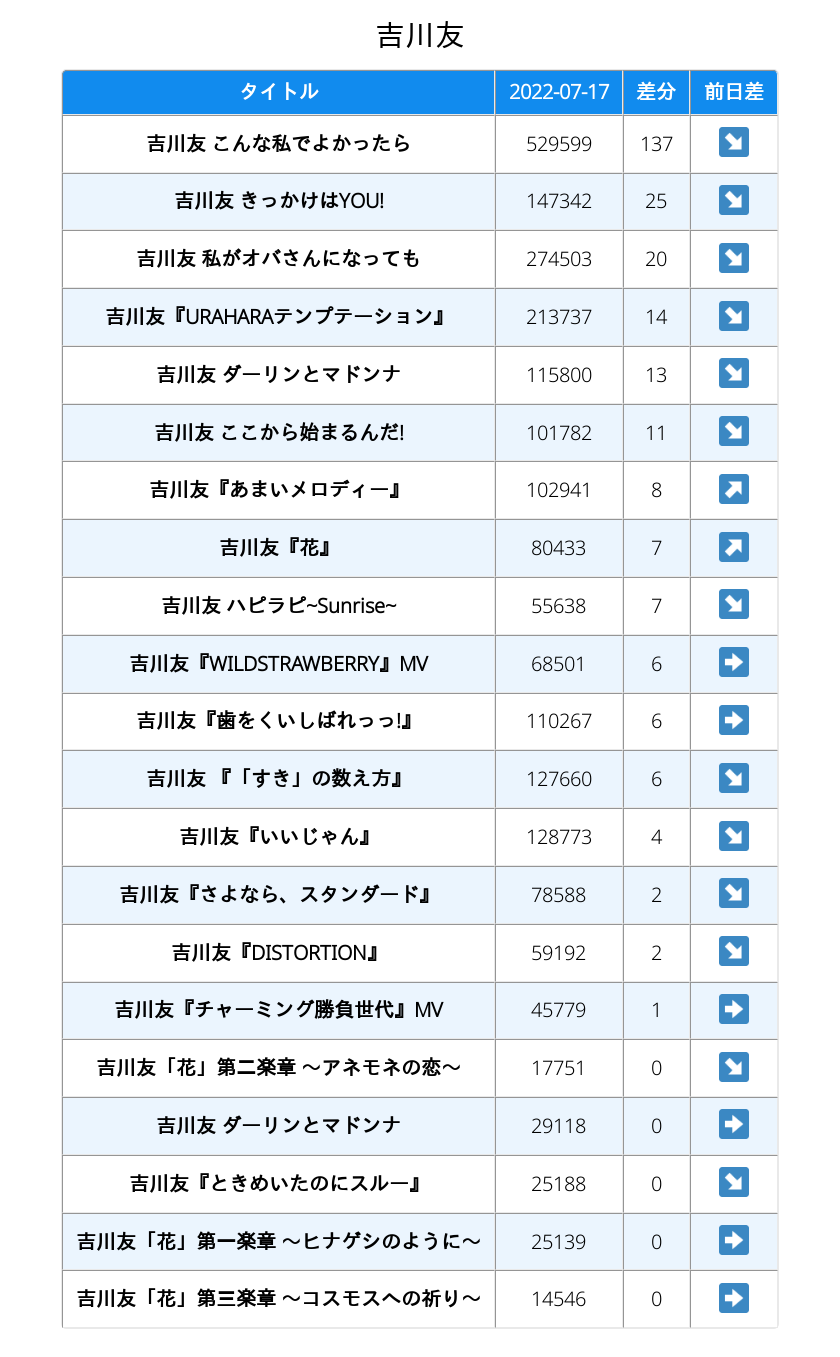 吉川友
タイトル 2022-07-17 差分 前日差
吉川友 こんな私でよかったら 529599 137 ↘
吉川友 きっかけはYOU! 147342 25 ↘
吉川友 私がオバさんになっても 274503 20 ↘
吉川友『URAHARAテンプテーション』 213737 14 ↘
吉川友 ダーリンとマドンナ 115800 13 ↘
吉川友 ここから始まるんだ! 101782 11 ↘
吉川友『あまいメロディー』 102941 8 ↗
吉川友『花』 80433 7 ↗
吉川友 ハピラピ~Sunrise~ 55638 7 ↘
吉川友『WILDSTRAWBERRY』MV 68501 6 ➡
吉川友『歯をくいしばれっっ!』 110267 6 ➡
吉川友 『「すき」の数え方』 127660 6 ↘
吉川友『いいじゃん』 128773 4 ↘
吉川友『さよなら、スタンダード』 78588 2 ↘
吉川友『DISTORTION』 59192 2 ↘
吉川友『チャーミング勝負世代』MV 45779 1 ➡
吉川友「花」第二楽章 ～アネモネの恋～ 17751 0 ↘
吉川友 ダーリンとマドンナ 29118 0 ➡
吉川友『ときめいたのにスルー』 25188 0 ↘
吉川友「花」第一楽章 ～ヒナゲシのように～ 25139 0 ➡
吉川友「花」第三楽章 ～コスモスへの祈り～ 14546 0 ➡